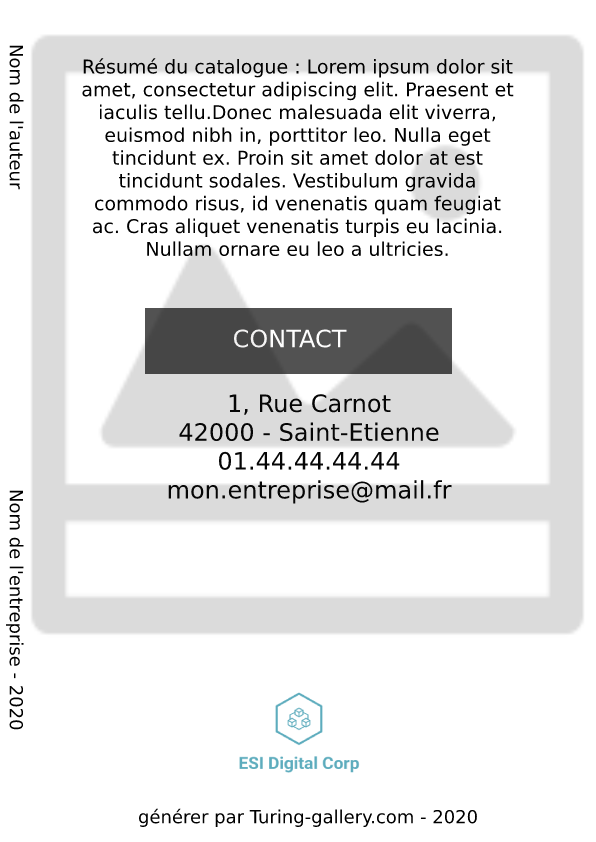 Nom de l'auteur
Nom de l'entreprise - 2020
Résumé du catalogue : Lorem ipsum dolor sit
amet, consectetur adipiscing elit. Praesent et
iaculis tellu.Donec malesuada elit viverra,
euismod nibh in, porttitor leo. Nulla eget
tincidunt ex. Proin sit amet dolor at est
tincidunt sodales. Vestibulum gravida
commodo risus, id venenatis quam feugiat
ac. Cras aliquet venenatis turpis eu lacinia.
Nullam ornare eu leo a ultricies.
CONTACT
1, Rue Carnot
42000 - Saint-Etienne
01.44.44.44.44
mon.entreprise@mail.fr
ESI Digital Corp
générer par Turing-gallery.com - 2020